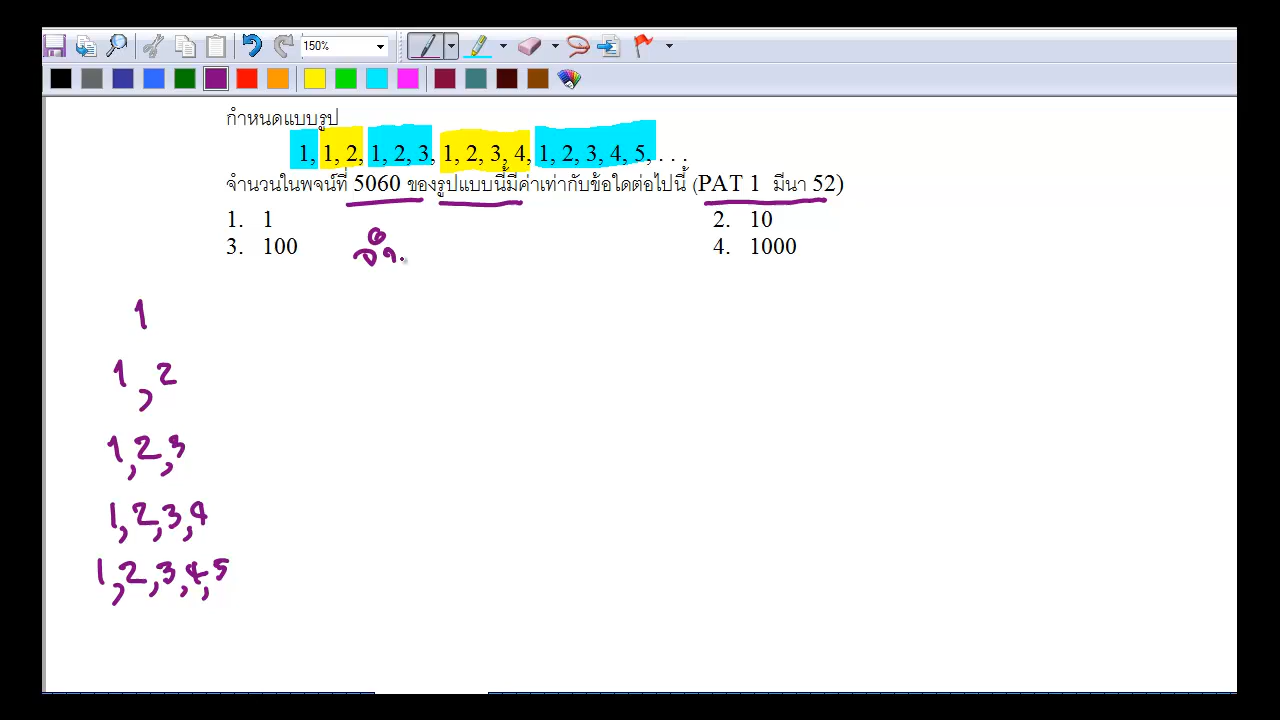 150%
กำหนดแบบรูป
1, 1, 2, 1, 2, 3, 1, 2, 3, 4, 1, 2, 3, 4, 5, . . .
จำนวนในพจน์ที่ 5060 ของรูปแบบนี้มีค่าเท่ากับข้อใดต่อไปนี้ (PAT 1 มีนา 52)
1. 1 2. 10
3. 100 4. 1000
1
1, 2
1, 2, 3
1, 2, 3, 4
1, 2, 3, 4, 5